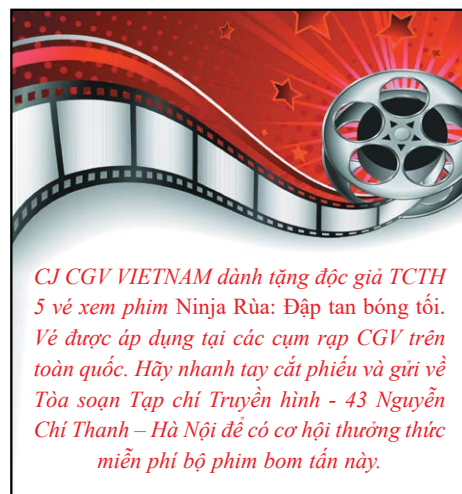 CJ CGV VIETNAM dành tặng độc giả TCTH
5 vé xem phim Ninja Rùa: Đập tan bóng tối.
Vé được áp dụng tại các cụm rạp CGV trên
toàn quốc. Hãy nhanh tay cắt phiếu và gửi về
Tòa soạn Tạp chí Truyền hình - 43 Nguyễn
Chí Thanh – Hà Nội để có cơ hội thưởng thức
miễn phí bộ phim bom tấn này.